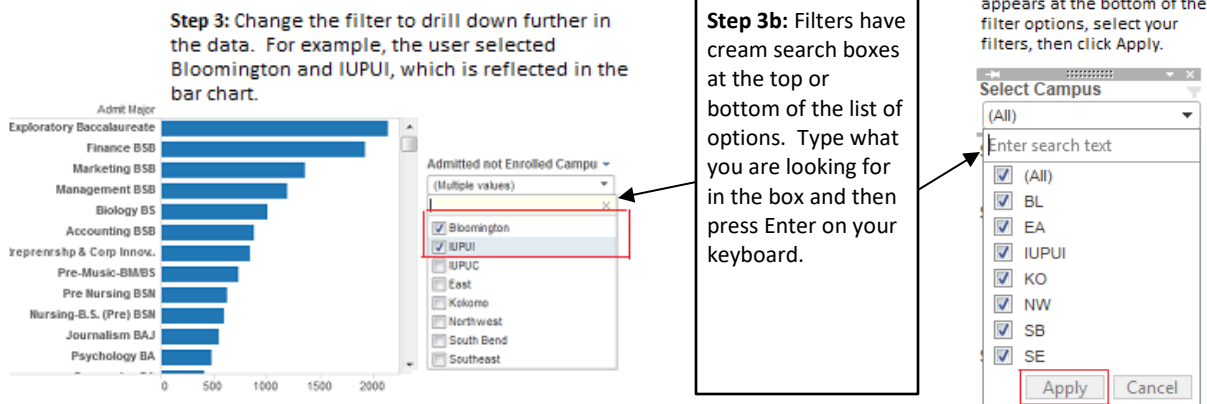 Step 3: Change the filter to drill down further in
the data.  For example, the user selected
Bloomington and IUPUI, which is reflected in the
bar chart.
Admit Major
Exploratory Baccalaureate
Finance BSB
Marketing BSB
Management BSB
Biology BS
Accounting BSB
treprenrshp & Corp Innov.
Pre-Music-BM/BS
Pre Nursing BSN
Nursing-B.S. (Pre) BSN
Journalism BAJ
Psychology BA
0 500 1000 1500 2000
Admitted not Enrolled Campu
(Multiple values)
Bloomington
IUPUI
IUPUC
East
Kokomo
Northwest
South Bend
Southeast
Step 3b: Filters have
cream search boxes
at the top or
bottom of the list of
options.  Type what
you are looking for
in the box and then
press Enter on your
keyboard.
appears at the bottom of the
filter options, select your
filters, then click Apply.
Select Campus
(All)
Enter search text
(All)
BL
EA
IUPUI
KO
NW
SB
SE
Apply Cancel